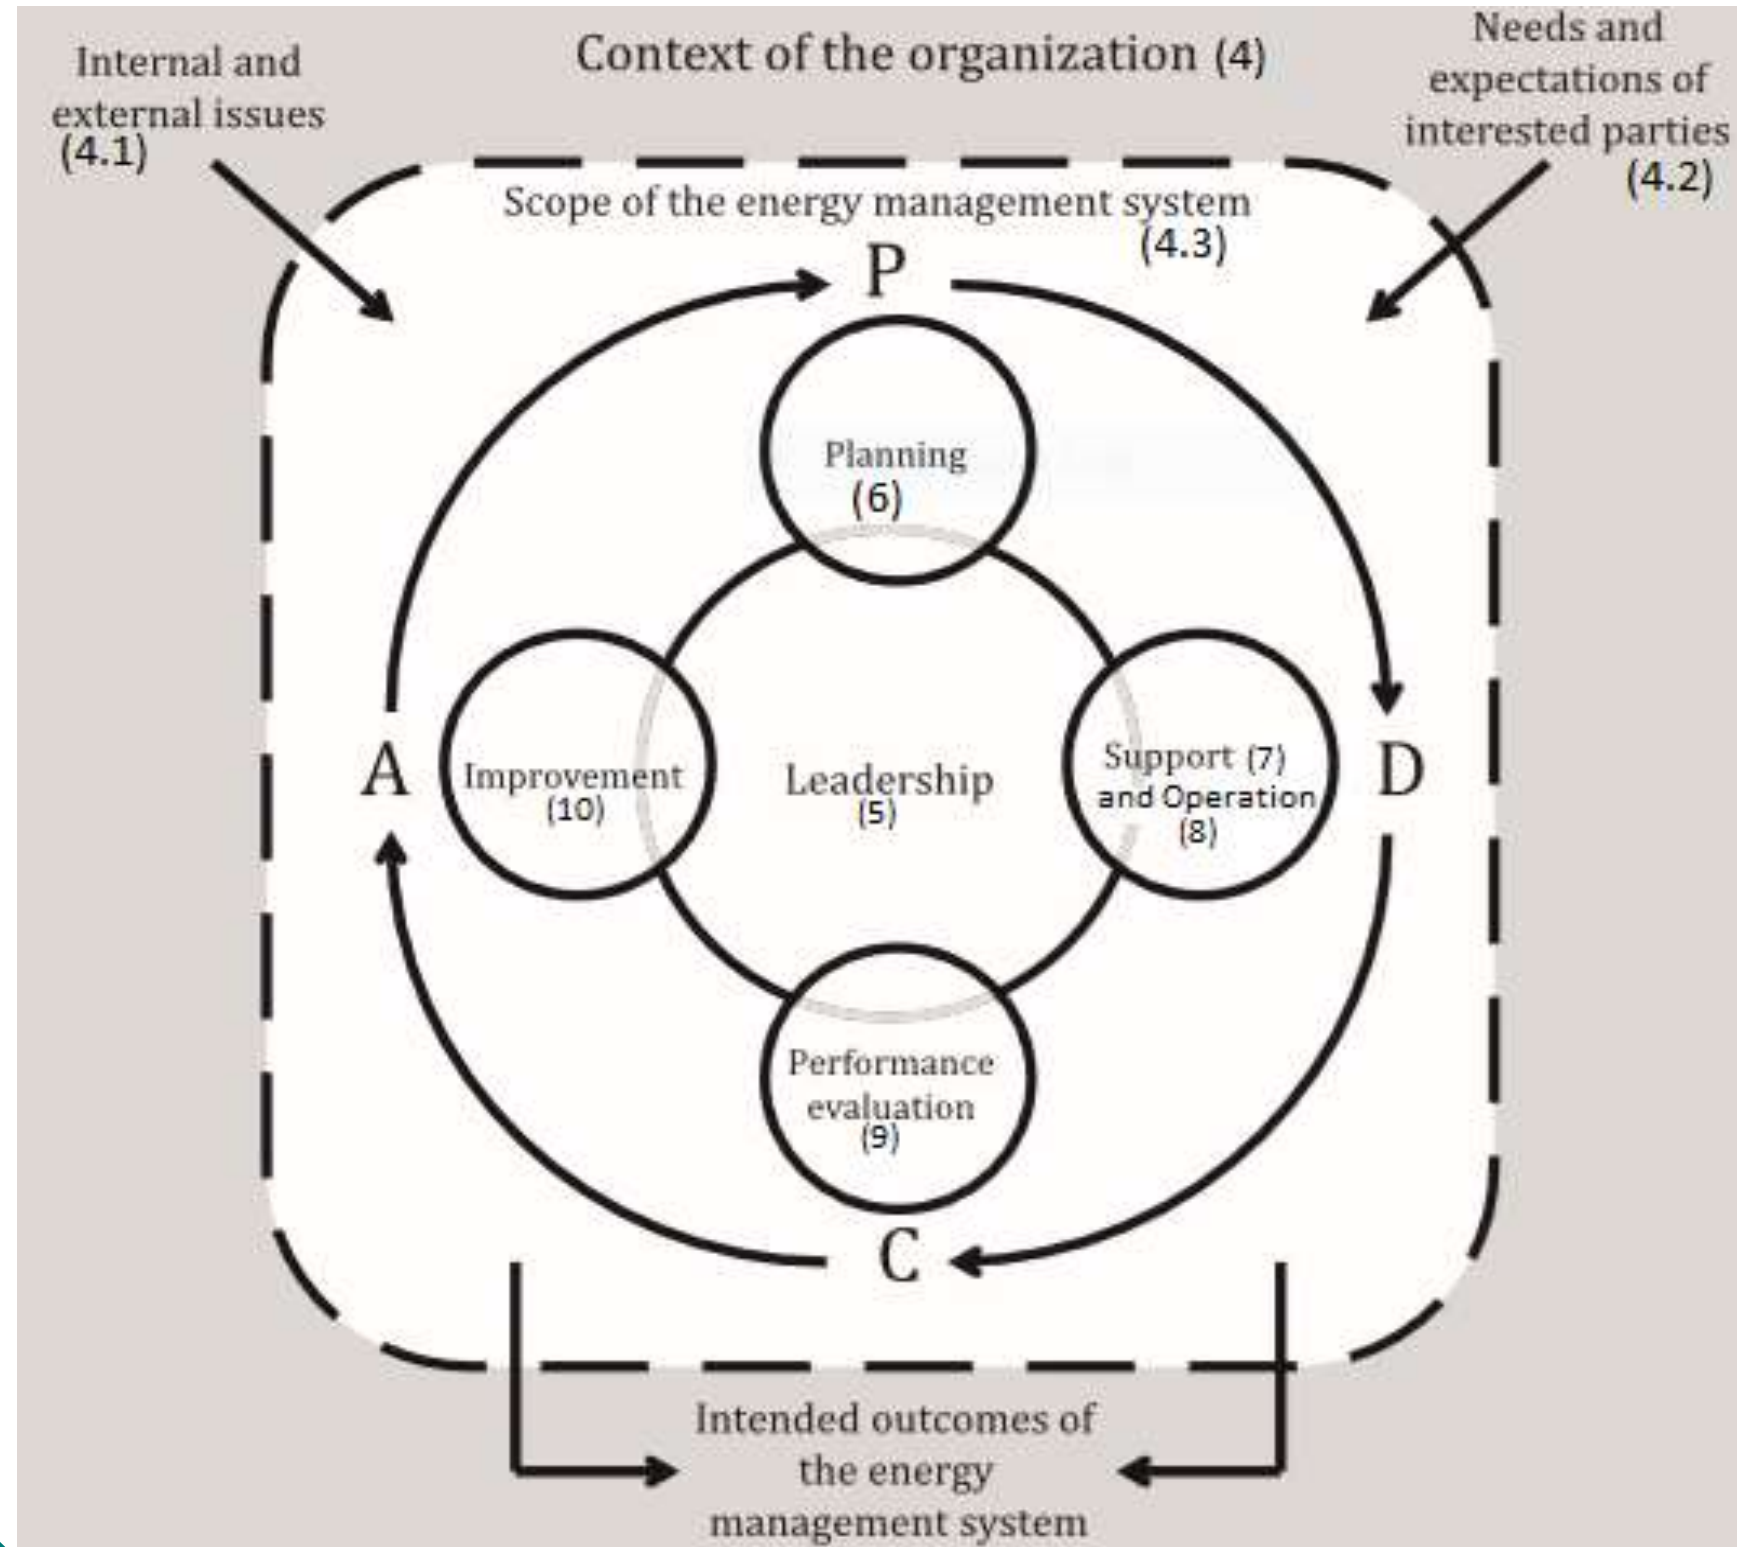 Context of the organization (4)
Internal and
external issues
(4.1)
Needs and
expectations of
interested parties
(4.2)
Scope of the energy management system
(4.3)
P
Planning
(6)
A
Improvement
(10)
Leadership
(5)
Support (7)
and Operation
(8)
D
Performance
evaluation
(9)
C
Intended outcomes of
the energy
management system